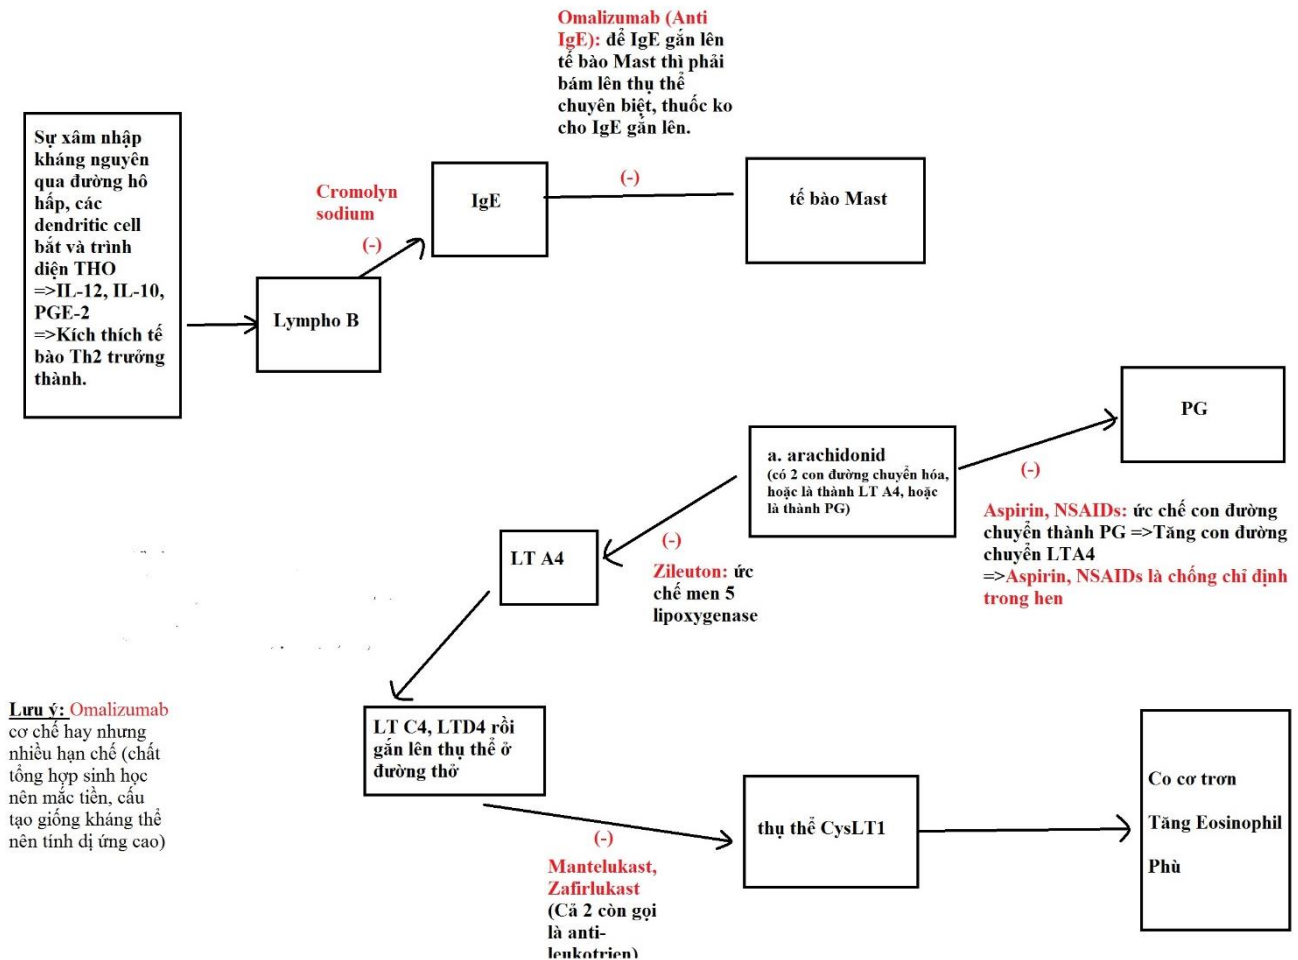 Omalizumab (Anti
IgE): để IgE gắn lên
tế bào Mast thì phải
bám lên thụ thể
chuyên biệt, thuốc ko
cho IgE gắn lên.
Sự xâm nhập
kháng nguyên
qua đường hô
hấp, các
dendritic cell
bắt và trình
diện THO
=>IL-12, IL-10,
PGE-2
=>Kích thích tế
bào Th2 trưởng
thành.
Cromolyn
sodium
(-)
Lympho B
IgE
(-)
tế bào Mast
PG
a. arachidonid
(có 2 con đường chuyển hóa,
hoặc là thành LT A4, hoặc
là thành PG)
(-)
Aspirin, NSAIDs: ức chế con đường
chuyển thành PG =>Tăng con đường
chuyển LTA4
=>Aspirin, NSAIDs là chống chỉ định
trong hen
LT A4
(-)
Zileuton: ức
chế men 5
lipoxygenase
Lưu ý: Omalizumab
cơ chế hay nhưng
nhiều hạn chế (chất
tổng hợp sinh học
nên mắc tiền, cấu
tạo giống kháng thể
nên tính dị ứng cao)
LT C4, LTD4 rồi
gắn lên thụ thể ở
đường thở
(-)
Mantelukast,
Zafirlukast
(Cả 2 còn gọi
là anti-
leukotrien)
thụ thể CysLT1
Co cơ trơn
Tăng Eosinophil
Phù